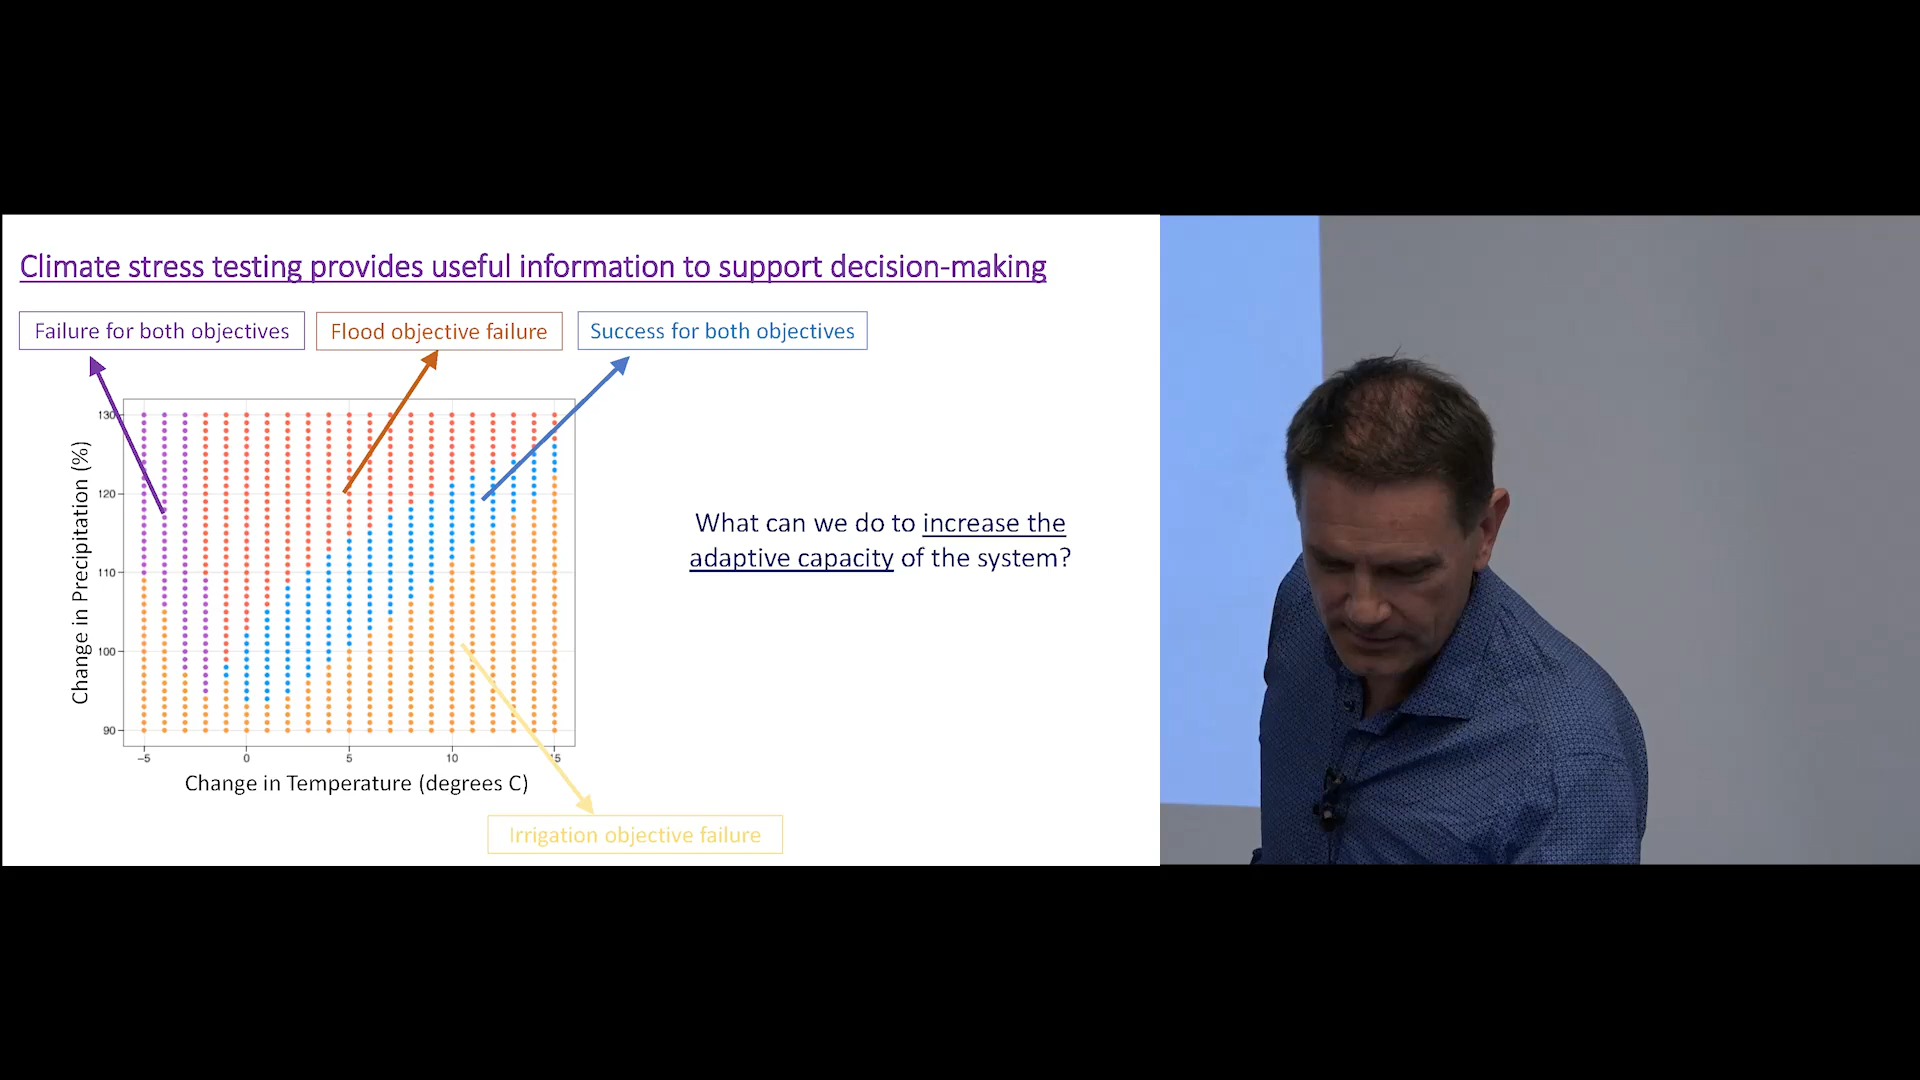 Climate stress testing provides useful information to support decision-making
Failure for both objectives
Flood objective failure
Success for both objectives
130
120
110
100
90
Change in Precipitation (%)
−5
0
5
10
15
Change in Temperature (degrees C)
What can we do to increase the
adaptive capacity of the system?
Irrigation objective failure